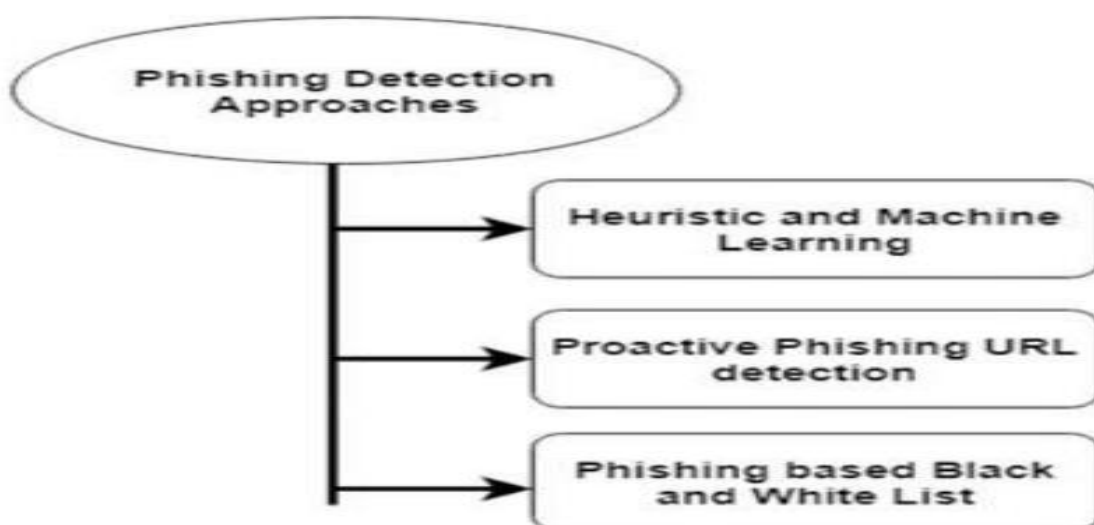 Phishing Detection
Approaches
Heuristic and Machine
Learning
Proactive Phishing URL
detection
Phishing based Black
and White List